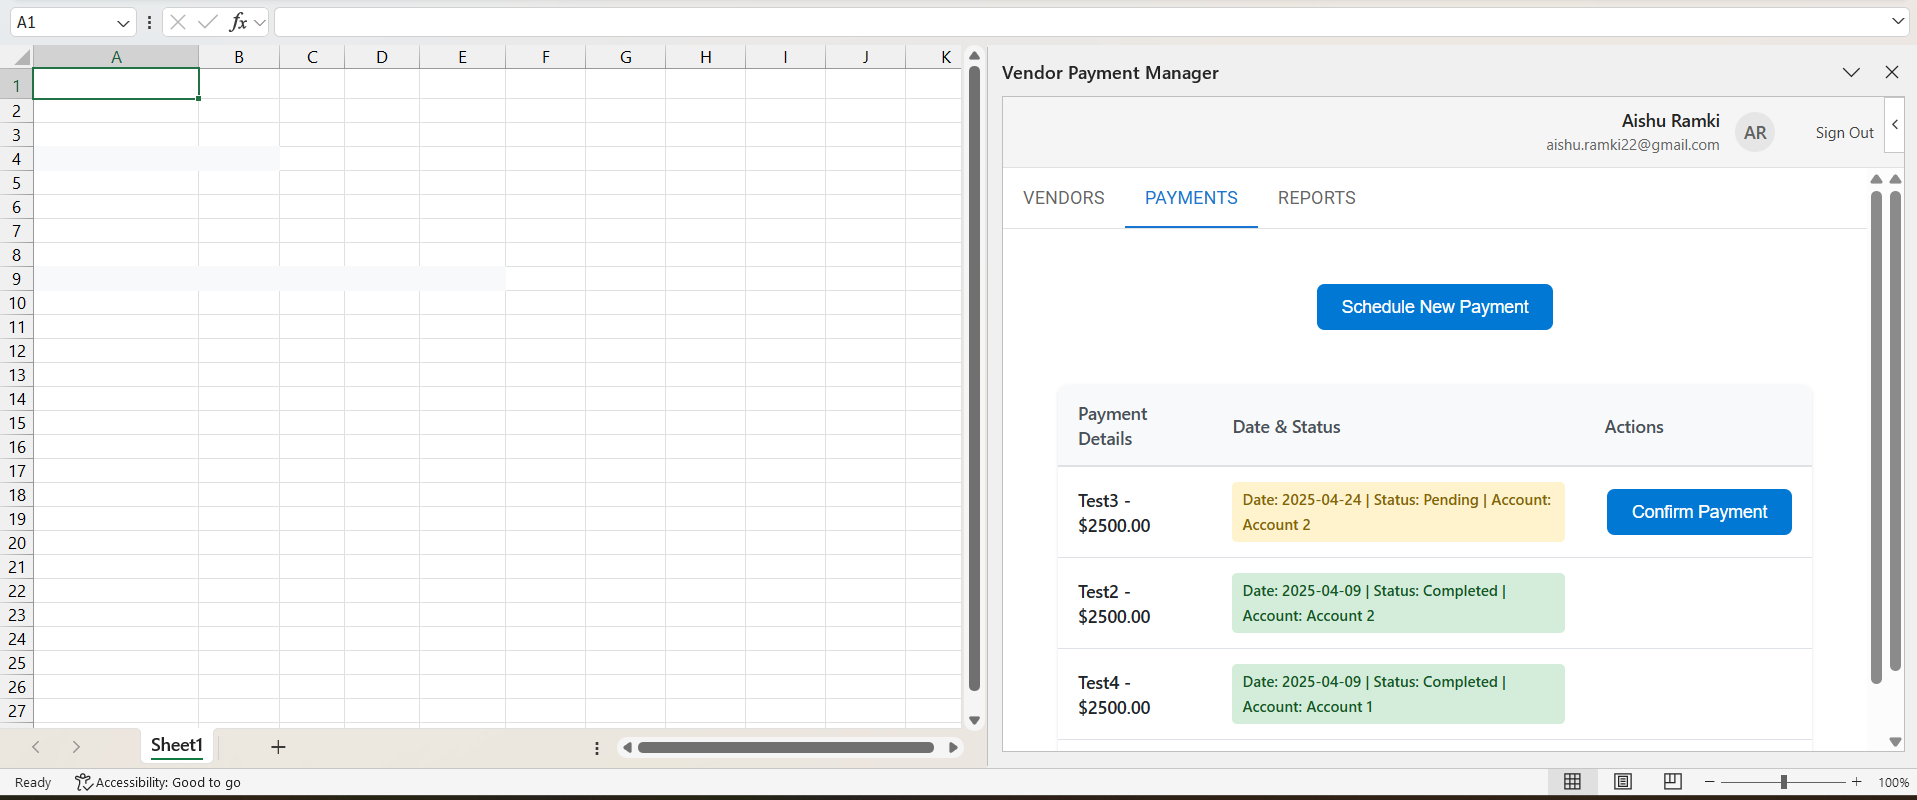 A1
fx
A B C D E F G H I J K
1
2
3
4
5
6
7
8
9
10
11
12
13
14
15
16
17
18
19
20
21
22
23
24
25
26
27
Sheet1
Ready
Accessibility: Good to go
100%
Vendor Payment Manager
Aishu Ramki
aishu.ramki22@gmail.com
AR
Sign Out
VENDORS PAYMENTS REPORTS
Schedule New Payment
Payment
Details
Date & Status
Actions
Test3 -
$2500.00
Date: 2025-04-24 | Status: Pending | Account:
Account 2
Confirm Payment
Test2 -
$2500.00
Date: 2025-04-09 | Status: Completed |
Account: Account 2
Test4 -
$2500.00
Date: 2025-04-09 | Status: Completed |
Account: Account 1